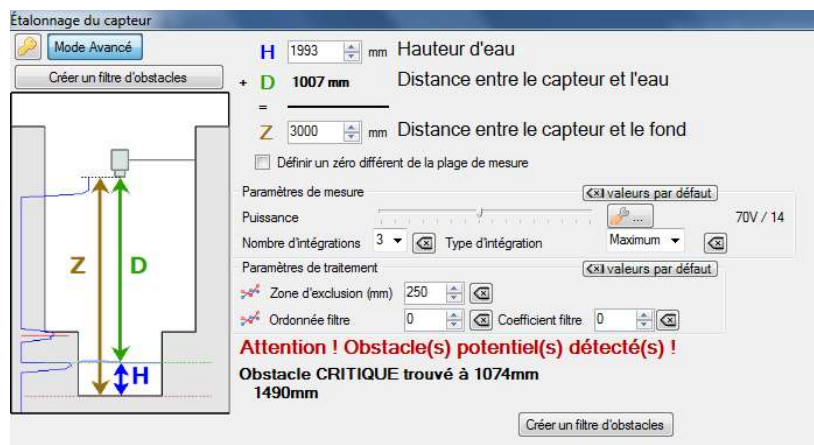 Étalonnage du capteur
Mode Avancé
Créer un filtre d'obstacles
H 1993 mm Hauteur d'eau
+ D 1007 mm Distance entre le capteur et l'eau
=
Z 3000 mm Distance entre le capteur et le fond
Définir un zéro différent de la plage de mesure
Paramètres de mesure valeurs par défaut
Puissance ... 70V / 14
Nombre d'intégrations 3 Type d'intégration Maximum
Paramètres de traitement valeurs par défaut
Zone d'exclusion (mm) 250
Ordonnée filtre 0 Coefficient filtre 0
Attention ! Obstacle(s) potentiel(s) détecté(s) !
Obstacle CRITIQUE trouvé à 1074mm
1490mm
Créer un filtre d'obstacles
Z D
H